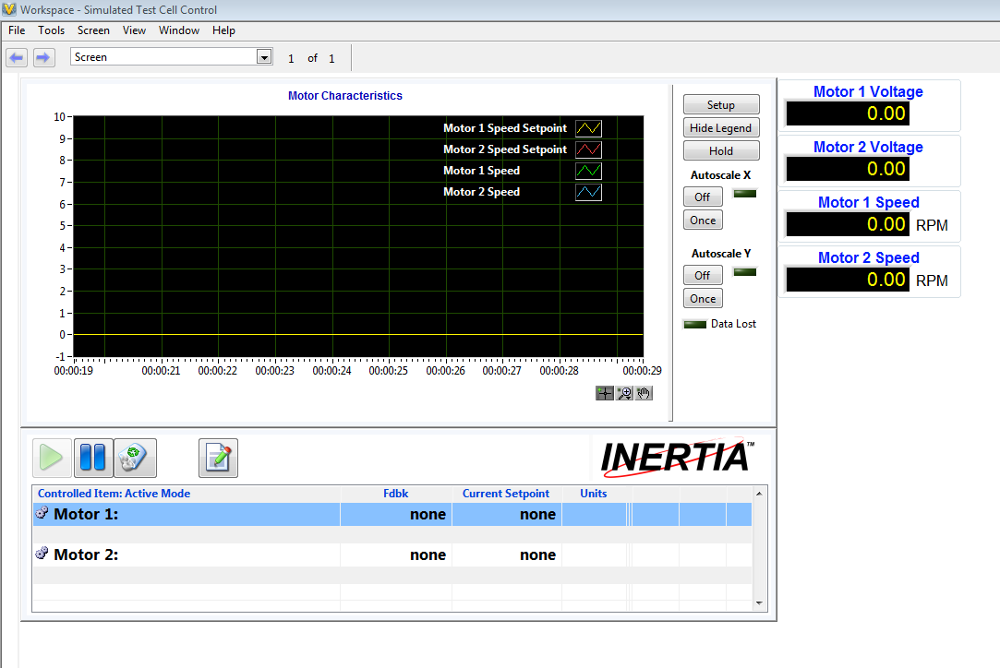 Workspace - Simulated Test Cell Control
File Tools Screen View Window Help
Screen 1 of 1
Motor Characteristics
10
9
8
7
6
5
4
3
2
1
0
-1
Motor 1 Speed Setpoint
Motor 2 Speed Setpoint
Motor 1 Speed
Motor 2 Speed
00:00:19 00:00:21 00:00:22 00:00:23 00:00:24 00:00:25 00:00:26 00:00:27 00:00:28 00:00:29
Setup
Hide Legend
Hold
Autoscale X
Off
Once
Autoscale Y
Off
Once
Data Lost
Motor 1 Voltage
0.00
Motor 2 Voltage
0.00
Motor 1 Speed
0.00 RPM
Motor 2 Speed
0.00 RPM
INERTIA™
Controlled Item: Active Mode Fdbk Current Setpoint Units
Motor 1: none none
Motor 2: none none